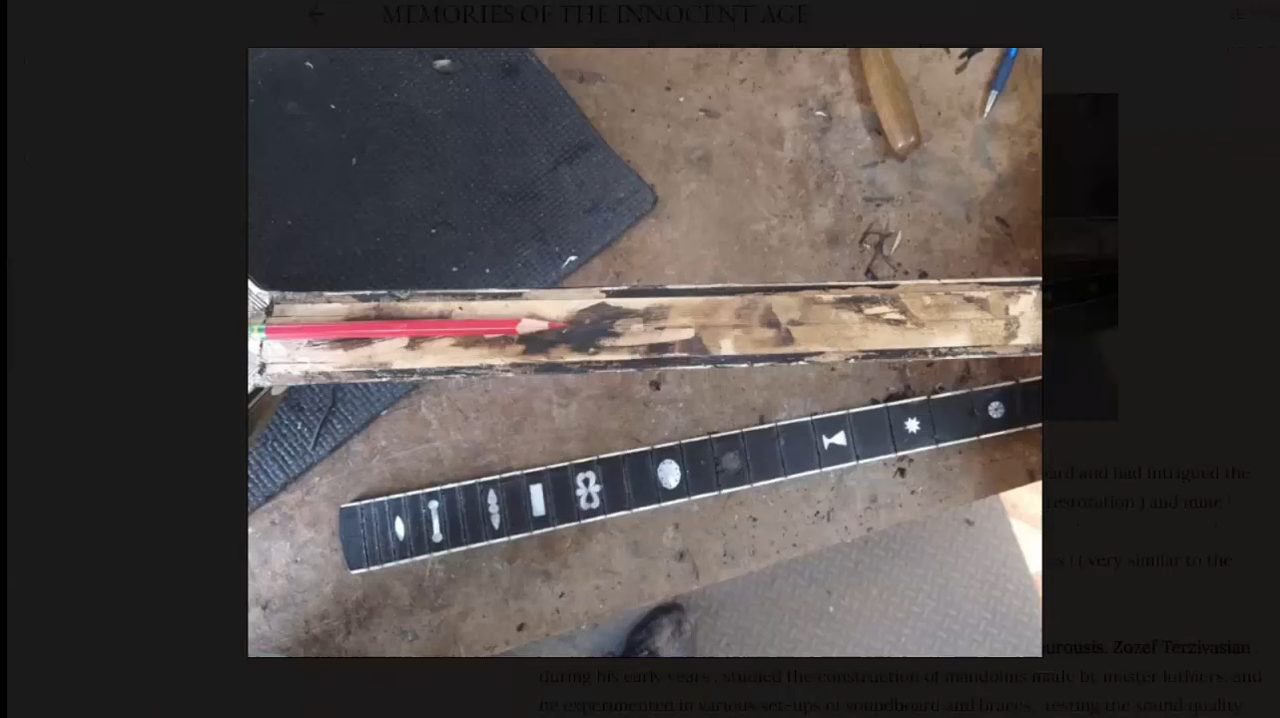 MEMORIES OF THE INNOCENT AGE
ard and had intrigued the
restoration ) and mine
s ! ( very similar to the
urousis, Zozef Terzivasian
during his early years , studied the construction of mandolins made by master luthiers, and
he experimented in various set-ups of soundboard and braces, testing the sound quality